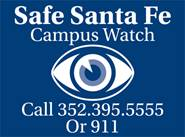 Safe Santa Fe
Campus Watch
Call 352.395.5555
Or 911